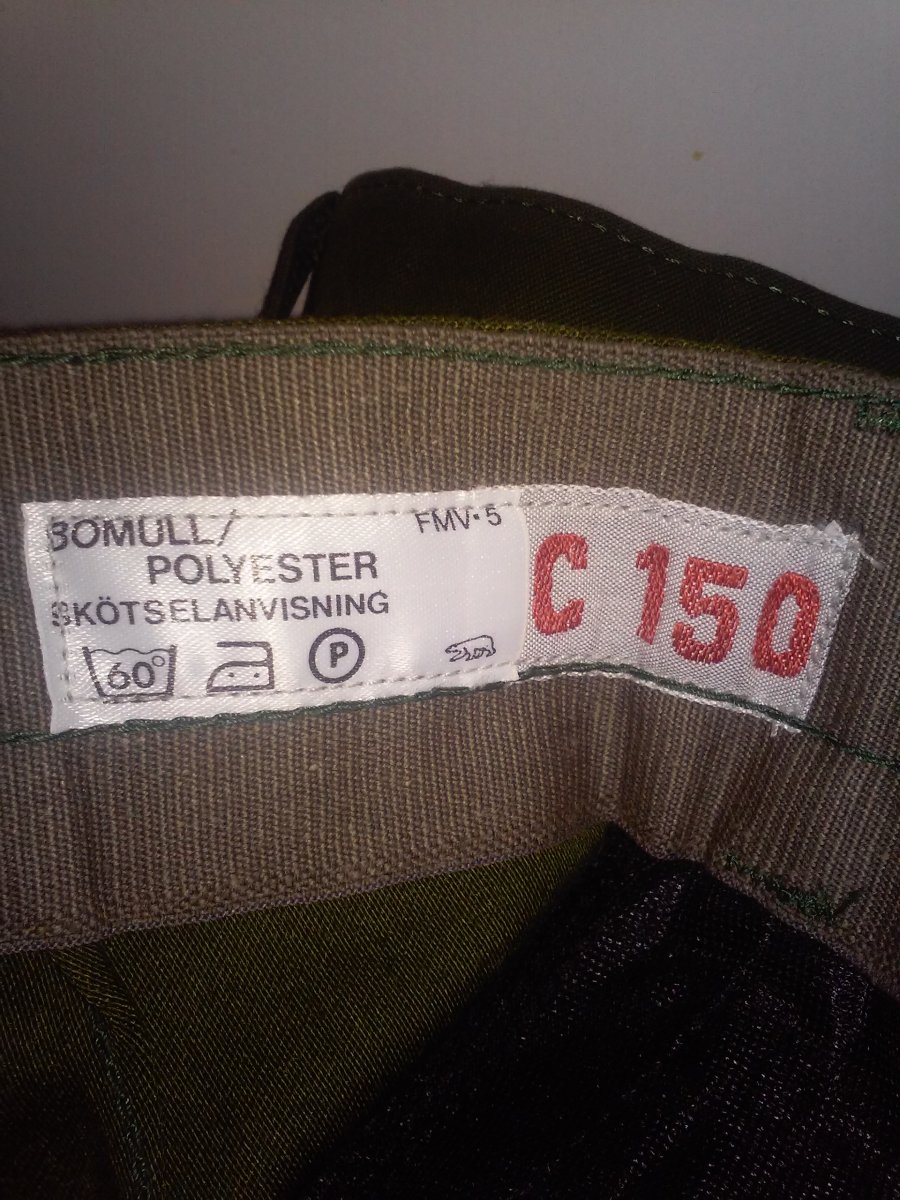 BOMULL/ FMV·5
POLYESTER
SKÖTSELANVISNING
60° P
C 150